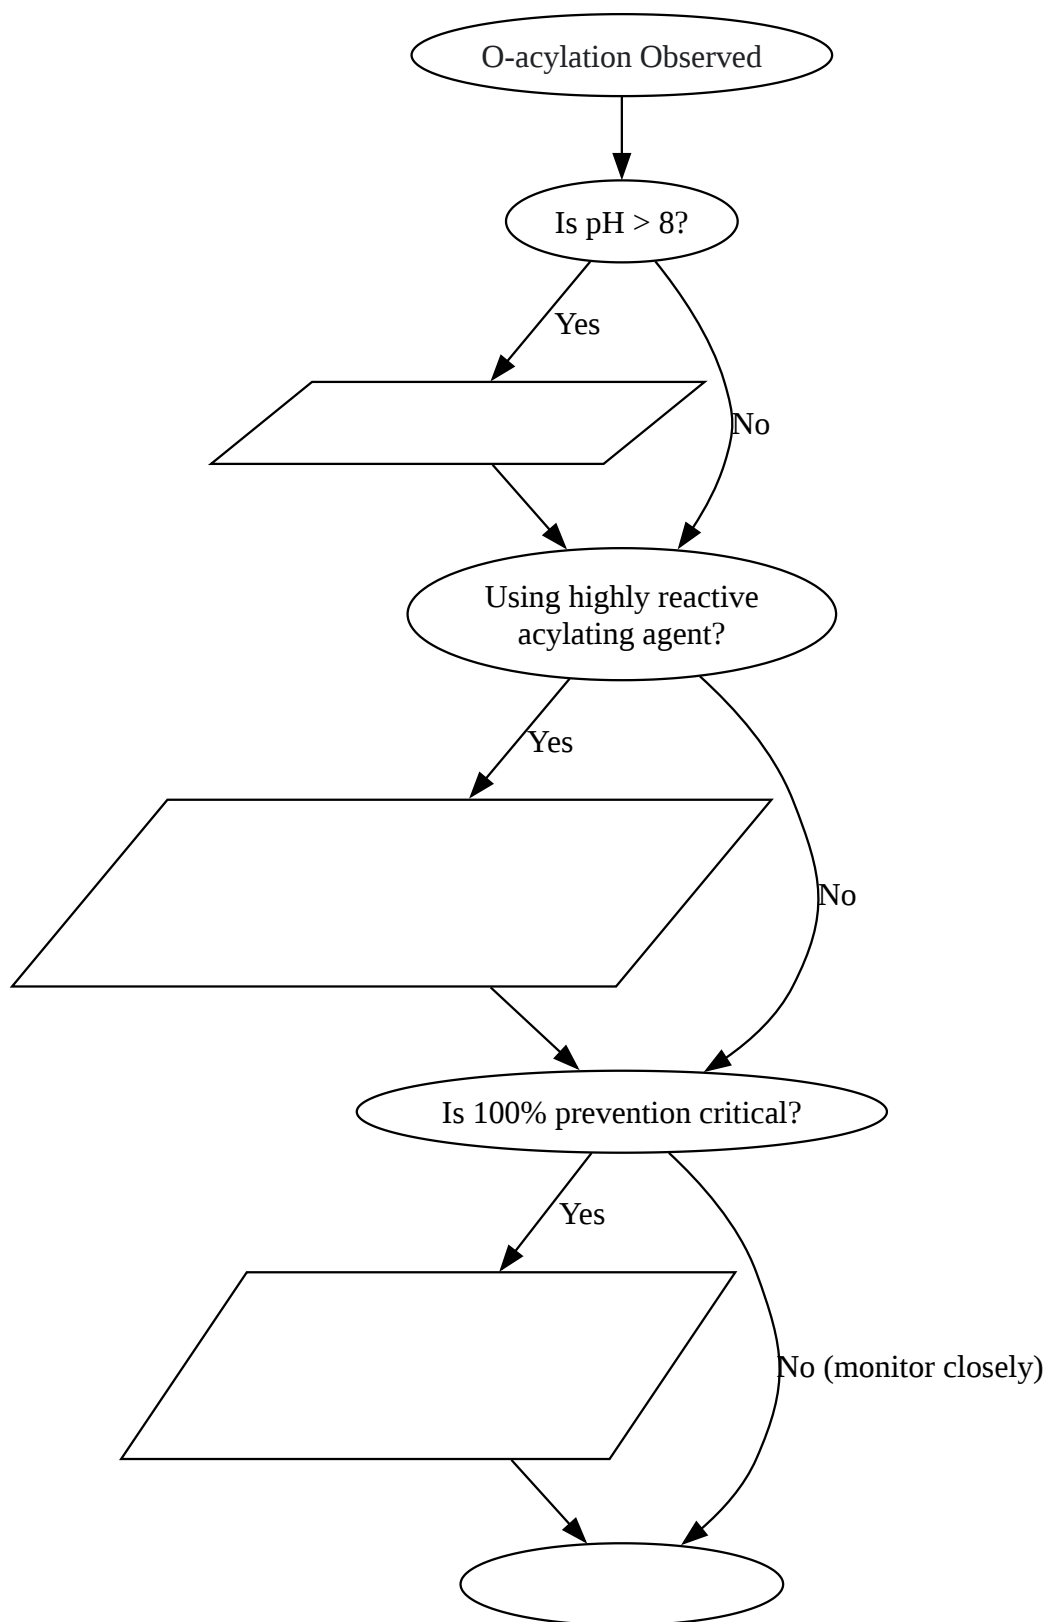 O-acylation Observed
Is pH > 8?
Yes
No
Using highly reactive
acylating agent?
Yes
No
Is 100% prevention critical?
Yes
No (monitor closely)